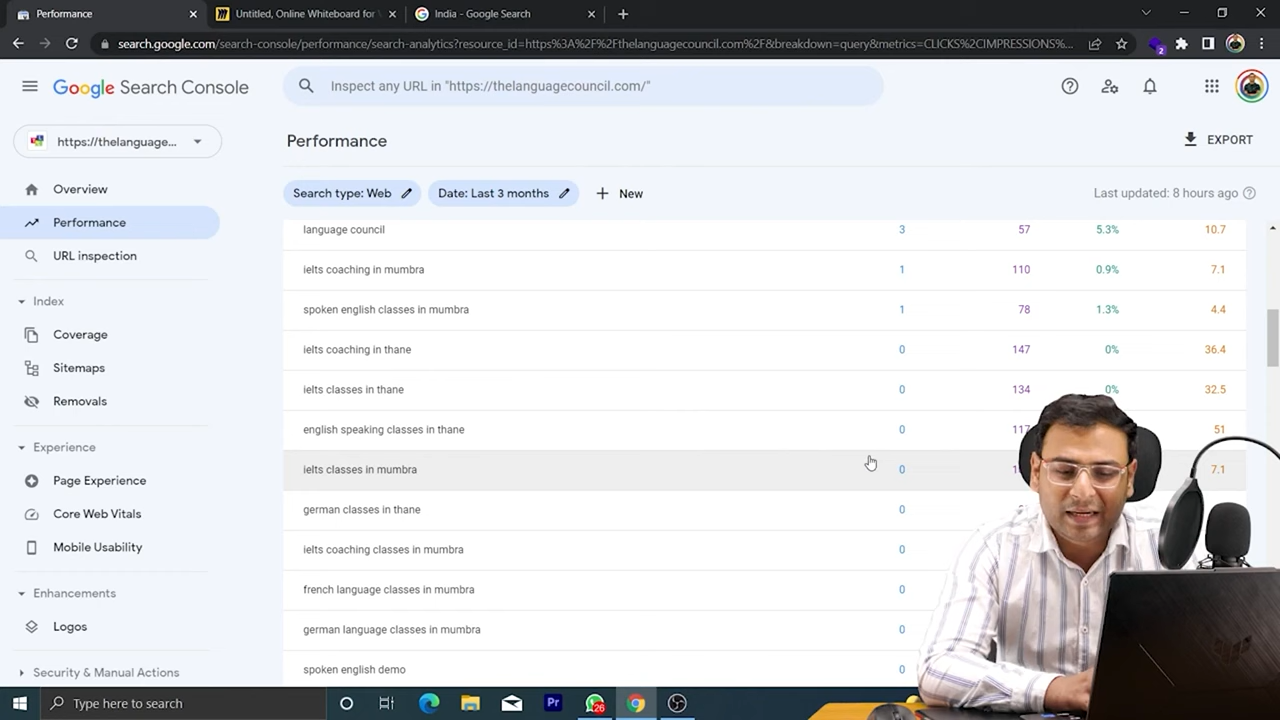 Performance
Untitled, Online Whiteboard for
India - Google Search
search.google.com/search-console/performance/search-analytics?resource_id=https%3A%2F%2Fthelanguagecouncil.com%2F&breakdown=query&metrics=CLICKS%2CIMPRESSIONS%...
2
Google Search Console
Inspect any URL in "https://thelanguagecouncil.com/"
https://thelanguage...
Performance
EXPORT
Search type: Web
Date: Last 3 months
New
Last updated: 8 hours ago
Overview
Performance
URL inspection
Index
Coverage
Sitemaps
Removals
Experience
Page Experience
Core Web Vitals
Mobile Usability
Enhancements
Logos
Security & Manual Actions
language council 3 57 5.3% 10.7
ielts coaching in mumbra 1 110 0.9% 7.1
spoken english classes in mumbra 1 78 1.3% 4.4
ielts coaching in thane 0 147 0% 36.4
ielts classes in thane 0 134 0% 32.5
english speaking classes in thane 0 117 51
ielts classes in mumbra 0 7.1
german classes in thane 0
ielts coaching classes in mumbra 0
french language classes in mumbra 0
german language classes in mumbra 0
spoken english demo 0
Type here to search
Pr
26